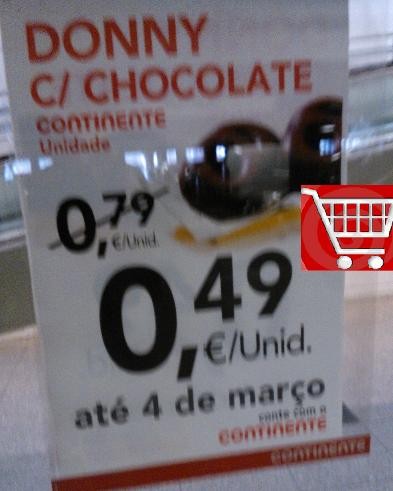 DONNY
C/ CHOCOLATE
CONTINENTE
Unidade
0,79
€/Unid.
0,49
€/Unid.
até 4 de março
conte com o
CONTINENTE
CONTINENTE